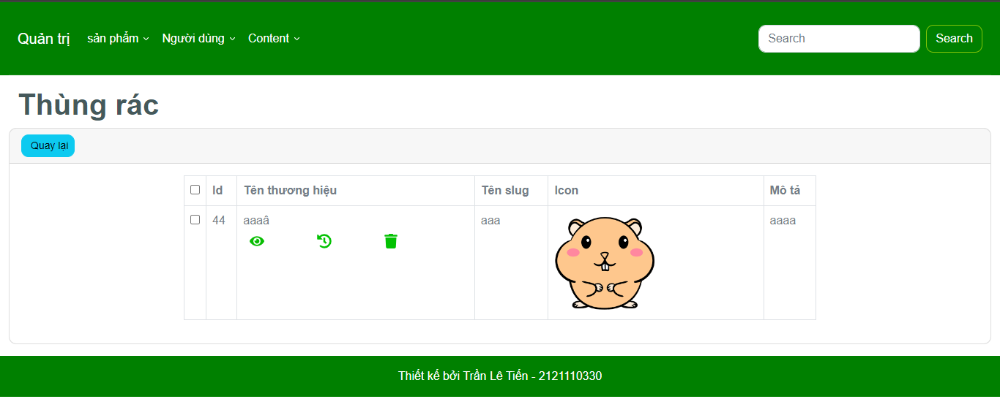 Quản trị sản phẩm Người dùng Content Search Search
Thùng rác
Quay lại
Id Tên thương hiệu Tên slug Icon Mô tả
44 aaaâ aaa aaaa
Thiết kế bởi Trần Lê Tiến - 2121110330